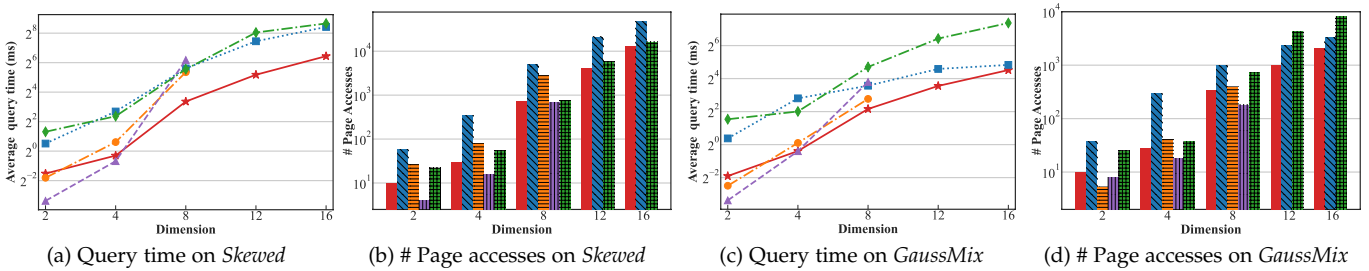 Average query time (ms)
2^8
2^6
2^4
2^2
2^0
2^−2
2 4 8 12 16
Dimension
(a) Query time on Skewed
# Page Accesses
10^4
10^3
10^2
10^1
2 4 8 12 16
Dimension
(b) # Page accesses on Skewed
Average query time (ms)
2^6
2^4
2^2
2^0
2^−2
2 4 8 12 16
Dimension
(c) Query time on GaussMix
# Page Accesses
10^4
10^3
10^2
10^1
2 4 8 12 16
Dimension
(d) # Page accesses on GaussMix